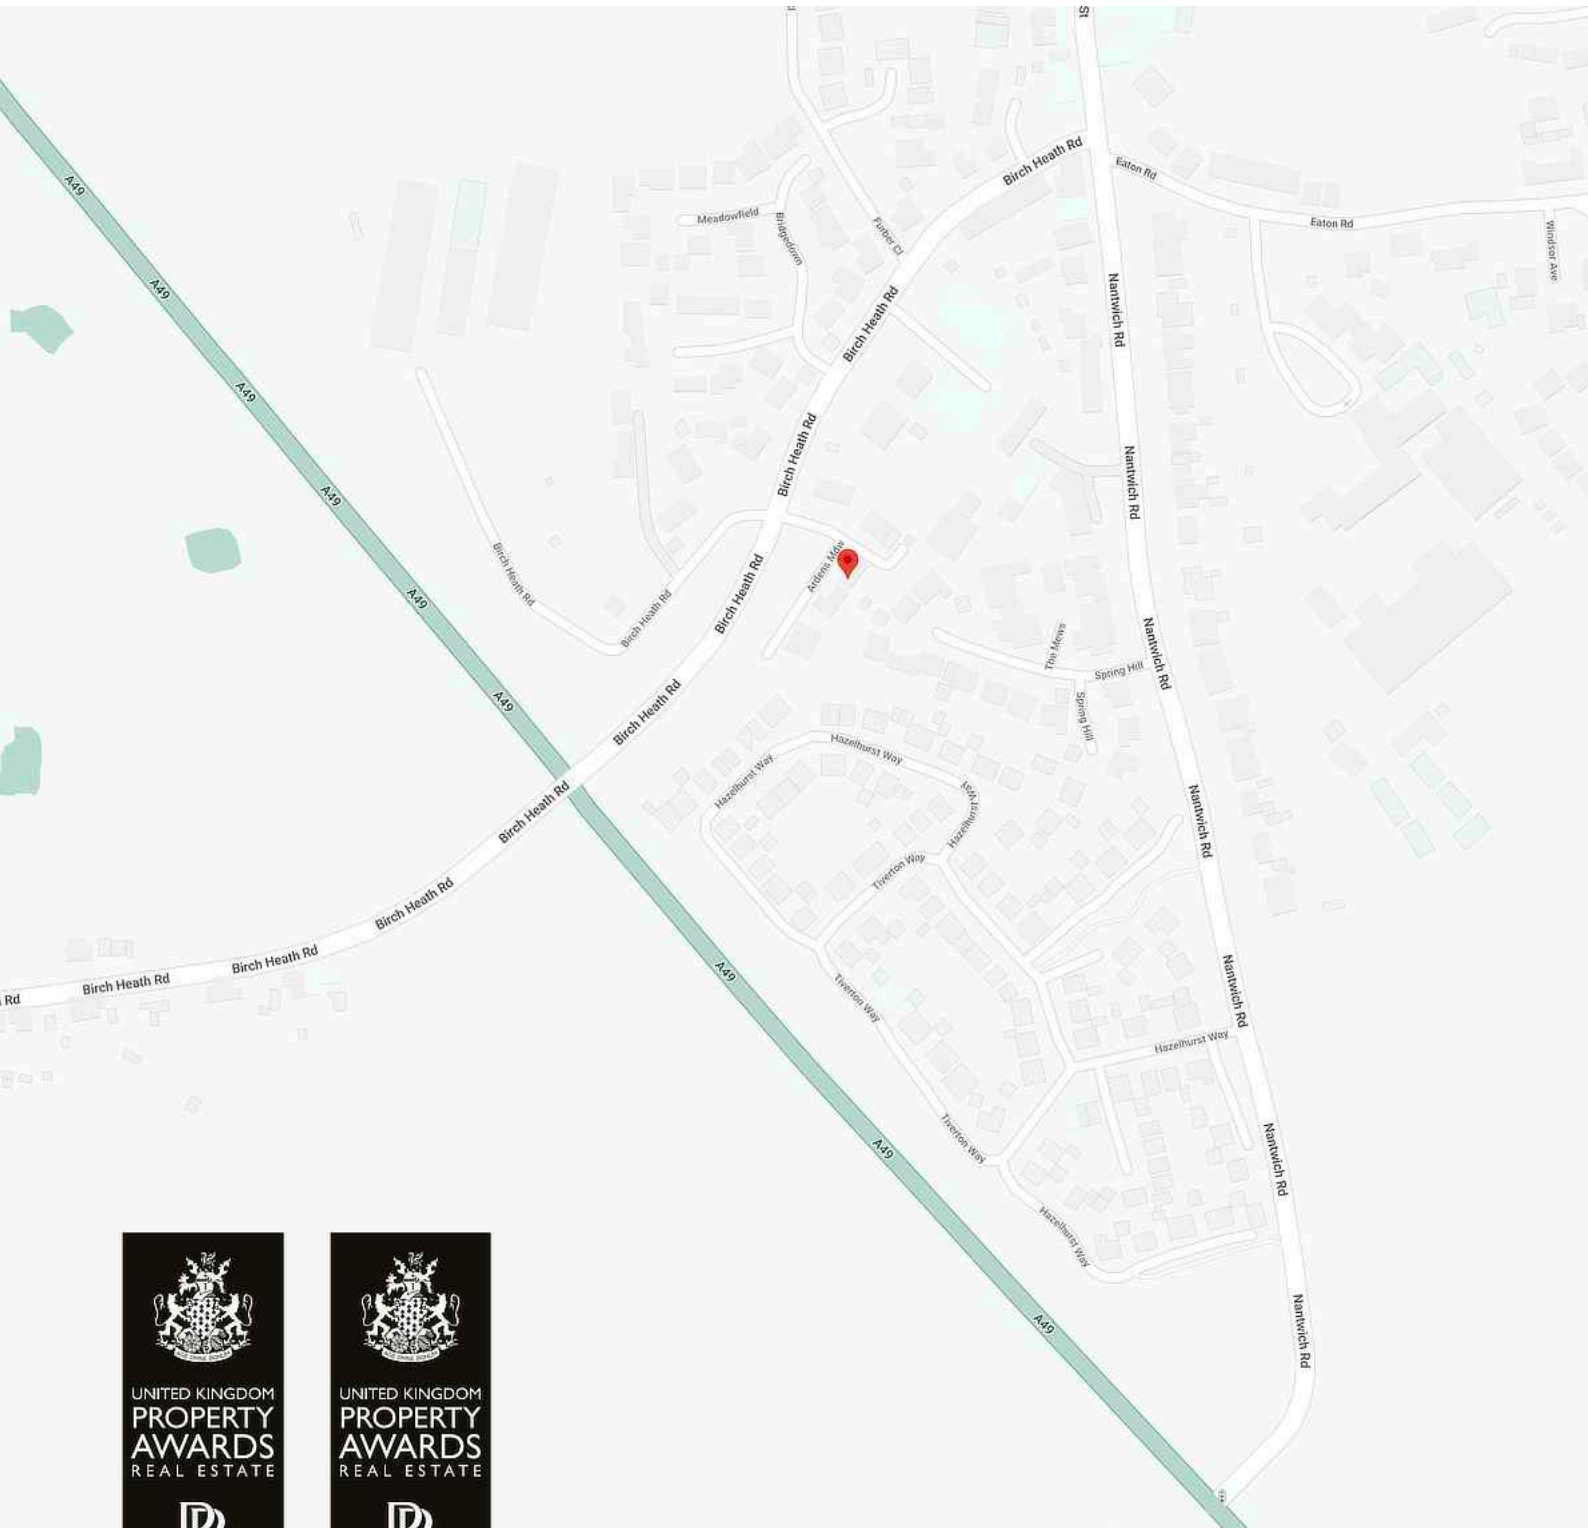 St
Birch Heath Rd
Eaton Rd
A49
Meadowfield
Bridgedown
Furber Cl
Eaton Rd
Windsor Ave
A49
Nantwich Rd
Birch Heath Rd
A49
Birch Heath Rd
Nantwich Rd
A49
Birch Heath Rd
Ardens Mdw
Birch Heath Rd
A49
Birch Heath Rd
The Mews
Nantwich Rd
Spring Hill
A49
Birch Heath Rd
Spring Hill
Hazelhurst Way
Hazelhurst Way
Hazelhurst Way
Birch Heath Rd
Nantwich Rd
Tiverton Way
Birch Heath Rd
Birch Heath Rd
Birch Heath Rd
Rd
A49
Tiverton Way
Nantwich Rd
Hazelhurst Way
A49
Tiverton Way
Nantwich Rd
Hazelhurst Way
A49
Nantwich Rd
UNITED KINGDOM
PROPERTY
AWARDS
REAL ESTATE
UNITED KINGDOM
PROPERTY
AWARDS
REAL ESTATE